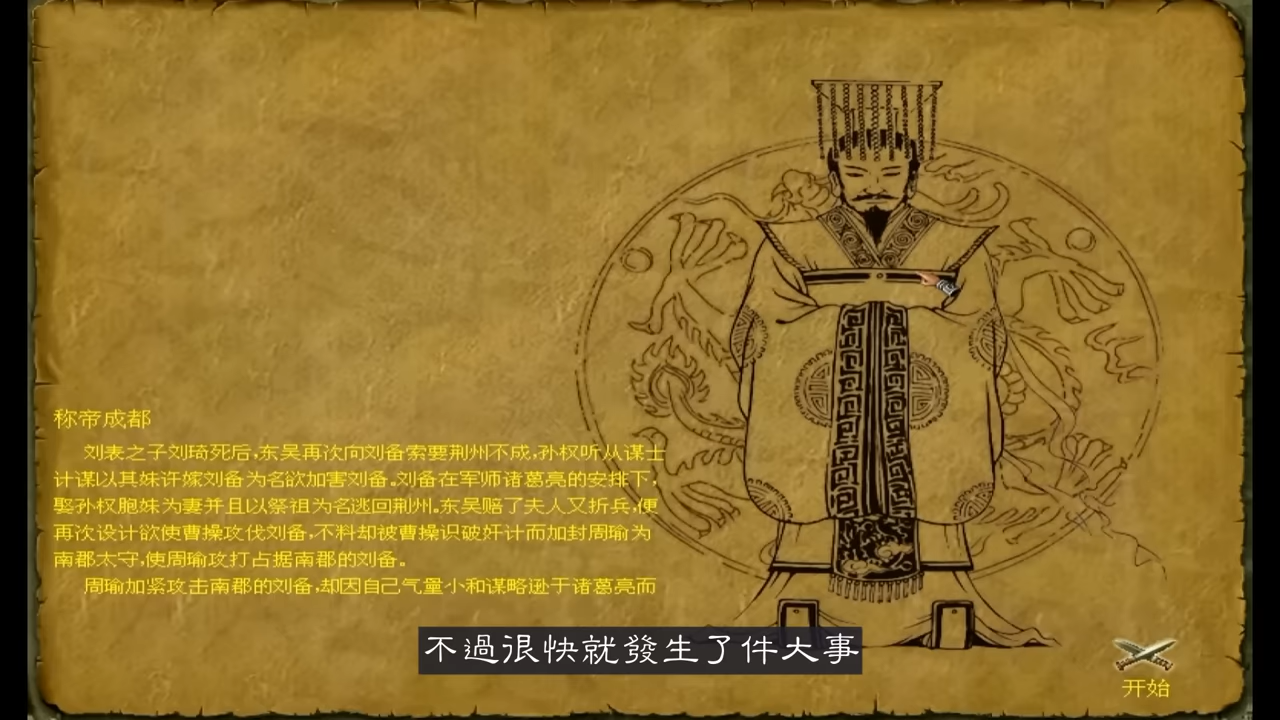 称帝成都
刘表之子刘琦死后,东吴再次向刘备索要荆州不成,孙权听从谋士
计谋以其妹许嫁刘备为名欲加害刘备.刘备在军师诸葛亮的安排下,
娶孙权胞妹为妻并且以祭祖为名逃回荆州.东吴赔了夫人又折兵,便
再次设计欲使曹操攻伐刘备,不料却被曹操识破奸计而加封周瑜为
南郡太守,使周瑜攻打占据南郡的刘备。
周瑜加紧攻击南郡的刘备,却因自己气量小和谋略逊于诸葛亮而
不過很快就發生了件大事
开始